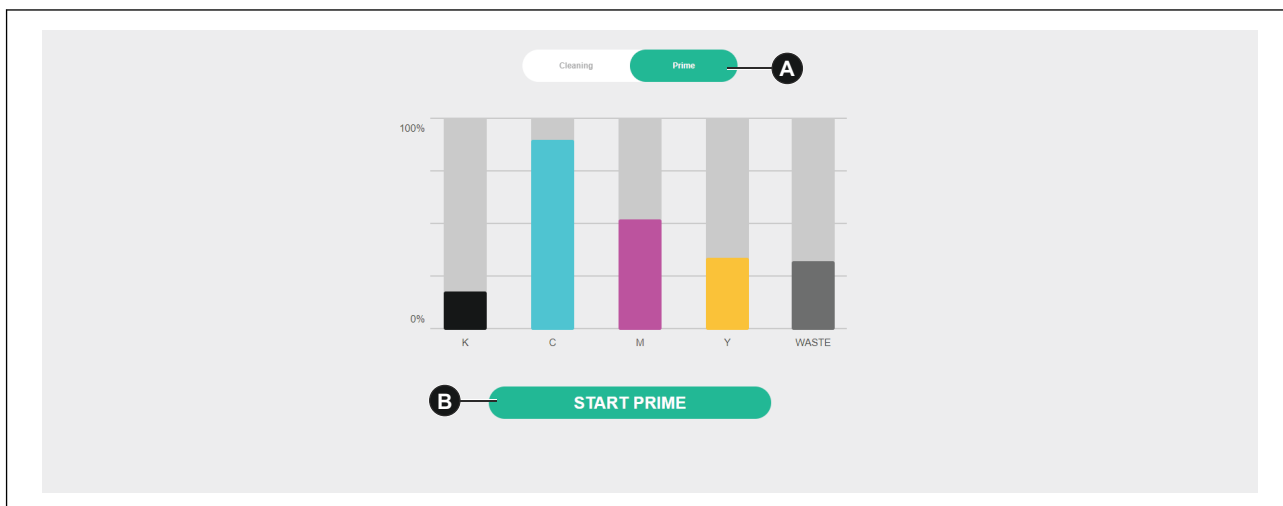 Cleaning Prime A
100%
0%
K C M Y WASTE
B START PRIME